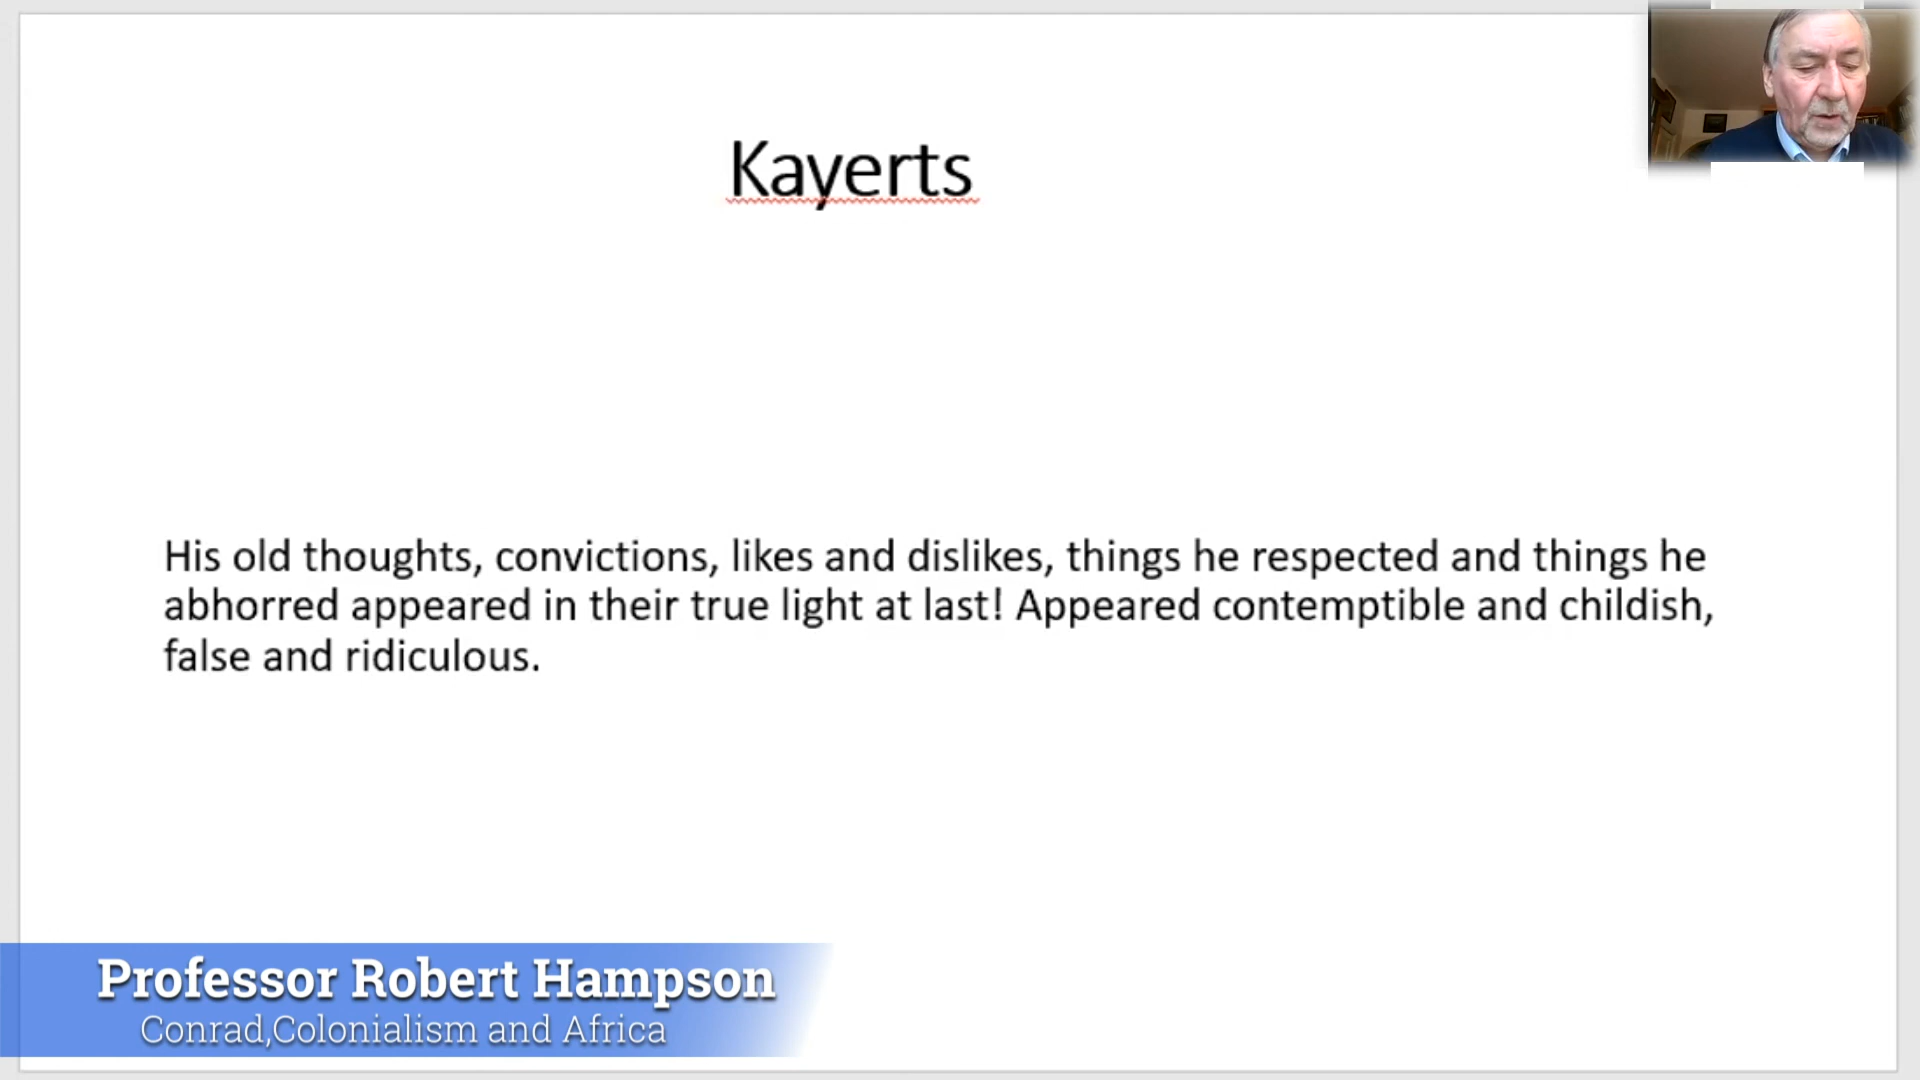 Kayerts
His old thoughts, convictions, likes and dislikes, things he respected and things he
abhorred appeared in their true light at last! Appeared contemptible and childish,
false and ridiculous.
Professor Robert Hampson
Conrad,Colonialism and Africa